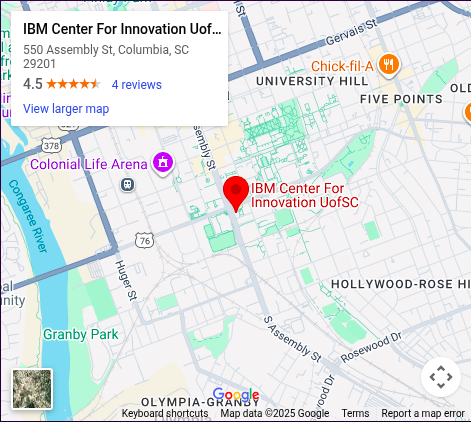 IBM Center For Innovation Uof…
550 Assembly St, Columbia, SC
29201
4.5
4 reviews
View larger map
Gervais St
Chick-fil-A
UNIVERSITY HILL
OLD
FIVE POINTS
378
Assembly St
Colonial Life Arena
IBM Center For
Innovation UofSC
Congaree River
76
Huger St
HOLLYWOOD-ROSE HI
Granby Park
S Assembly St
Rosewood Dr
OLYMPIA-GRANBY
Google
Keyboard shortcuts
Map data ©2025 Google
Terms
Report a map error